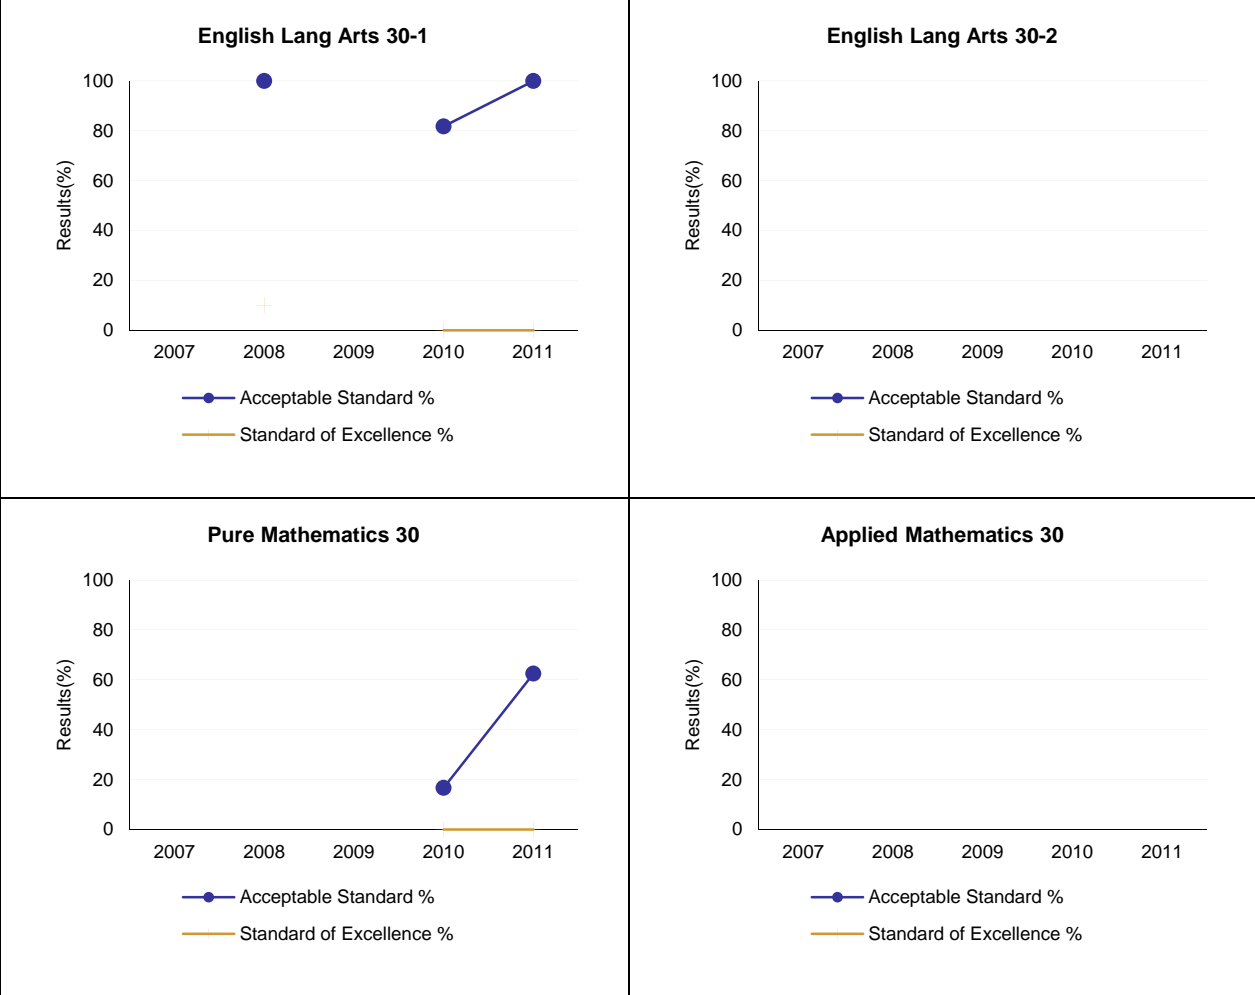 English Lang Arts 30-1
100
80
60
40
20
0
Results(%)
2007 2008 2009 2010 2011
Acceptable Standard %
Standard of Excellence %
English Lang Arts 30-2
100
80
60
40
20
0
Results(%)
2007 2008 2009 2010 2011
Acceptable Standard %
Standard of Excellence %
Pure Mathematics 30
100
80
60
40
20
0
Results(%)
2007 2008 2009 2010 2011
Acceptable Standard %
Standard of Excellence %
Applied Mathematics 30
100
80
60
40
20
0
Results(%)
2007 2008 2009 2010 2011
Acceptable Standard %
Standard of Excellence %